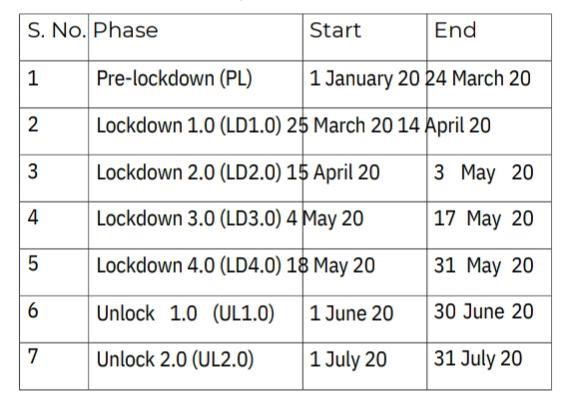 S. No. Phase Start End
1 Pre-lockdown (PL) 1 January 20 24 March 20
2 Lockdown 1.0 (LD1.0) 25 March 20 14 April 20
3 Lockdown 2.0 (LD2.0) 15 April 20 3 May 20
4 Lockdown 3.0 (LD3.0) 4 May 20 17 May 20
5 Lockdown 4.0 (LD4.0) 18 May 20 31 May 20
6 Unlock 1.0 (UL1.0) 1 June 20 30 June 20
7 Unlock 2.0 (UL2.0) 1 July 20 31 July 20